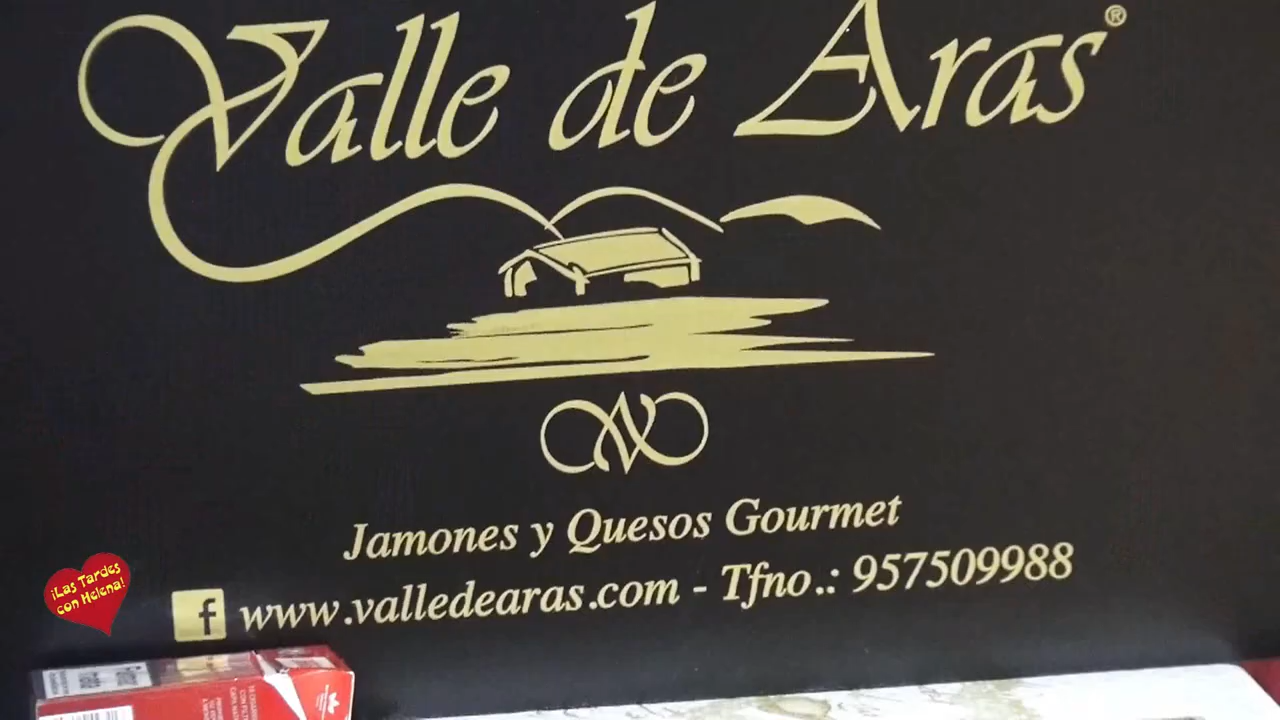 Valle de Aras®
Jamones y Quesos Gourmet
f www.valledearas.com - Tfno.: 957509988
¡Las Tardes
con Helena!